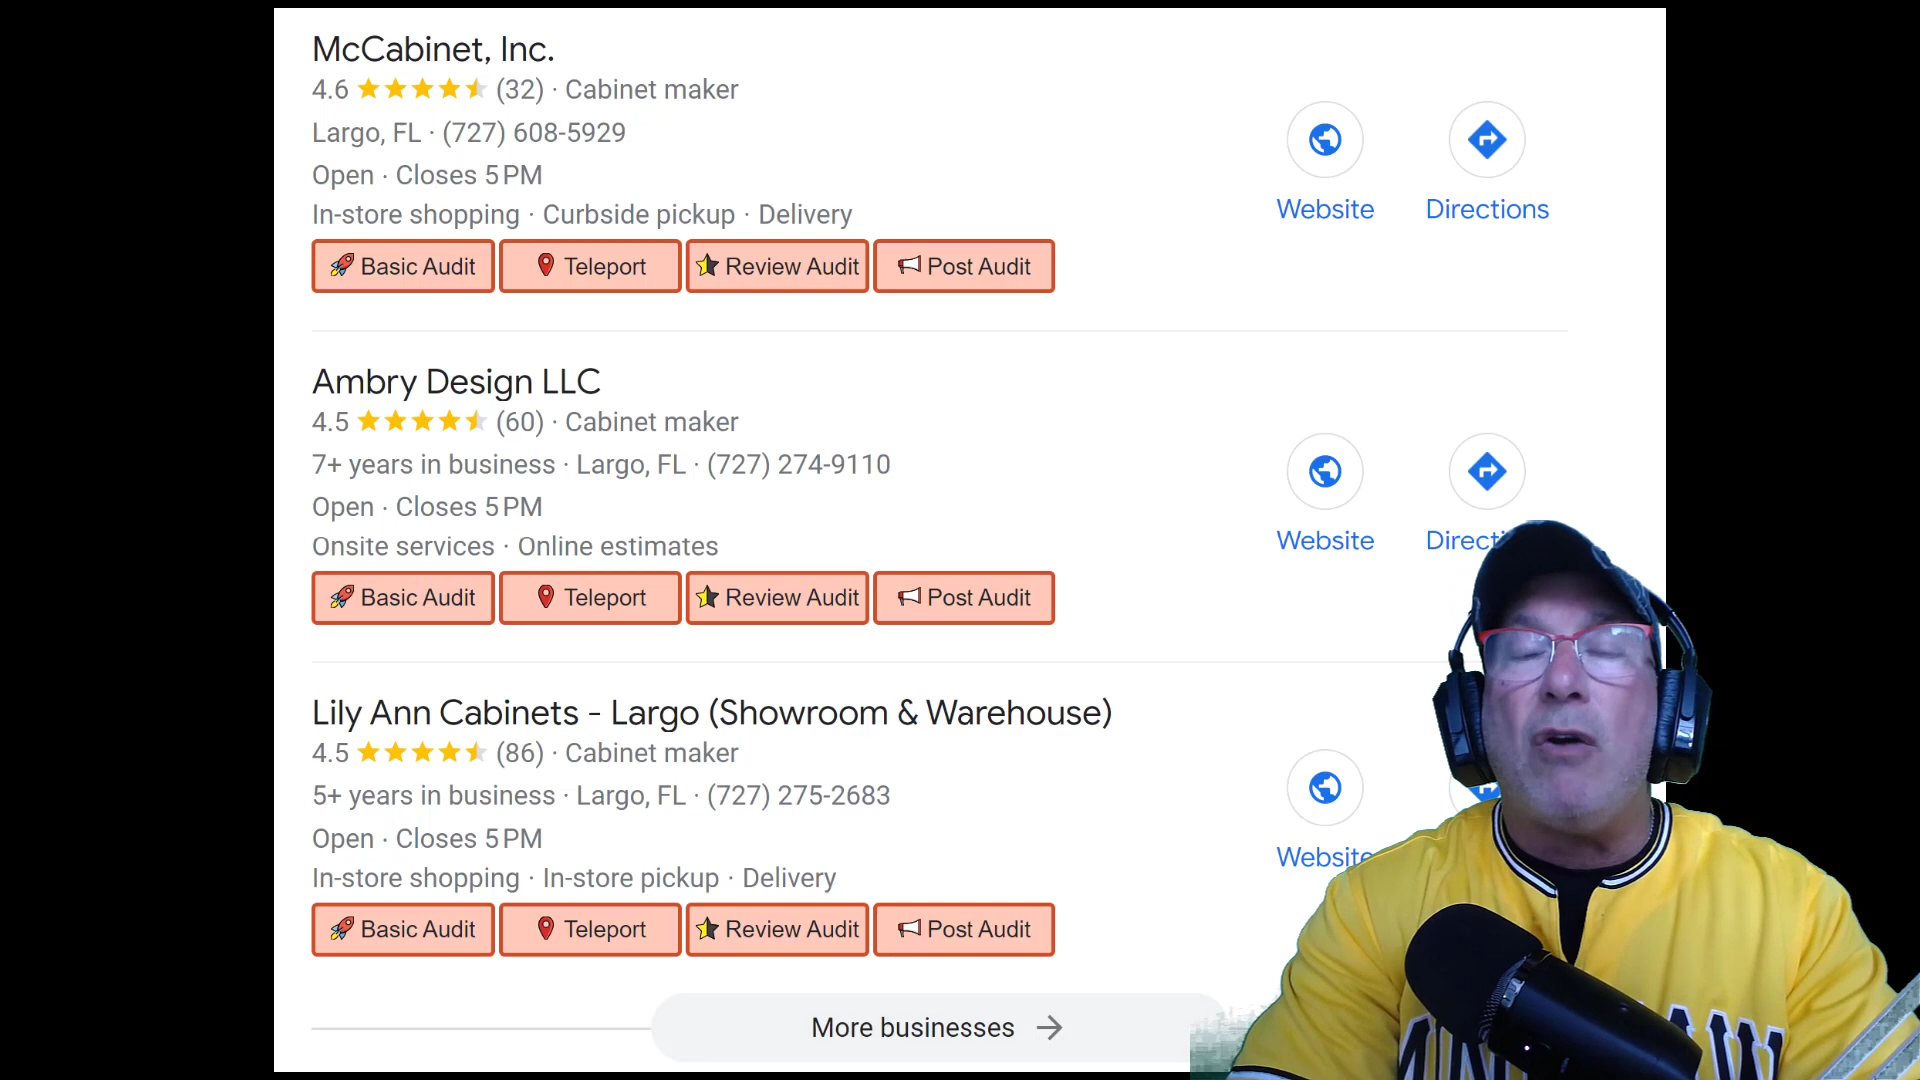 McCabinet, Inc.
4.6 (32) · Cabinet maker
Largo, FL · (727) 608-5929
Open · Closes 5 PM
In-store shopping · Curbside pickup · Delivery
Basic Audit Teleport Review Audit Post Audit
Website Directions
Ambry Design LLC
4.5 (60) · Cabinet maker
7+ years in business · Largo, FL · (727) 274-9110
Open · Closes 5 PM
Onsite services · Online estimates
Basic Audit Teleport Review Audit Post Audit
Website
Lily Ann Cabinets - Largo (Showroom & Warehouse)
4.5 (86) · Cabinet maker
5+ years in business · Largo, FL · (727) 275-2683
Open · Closes 5 PM
In-store shopping · In-store pickup · Delivery
Basic Audit Teleport Review Audit Post Audit
Website
More businesses